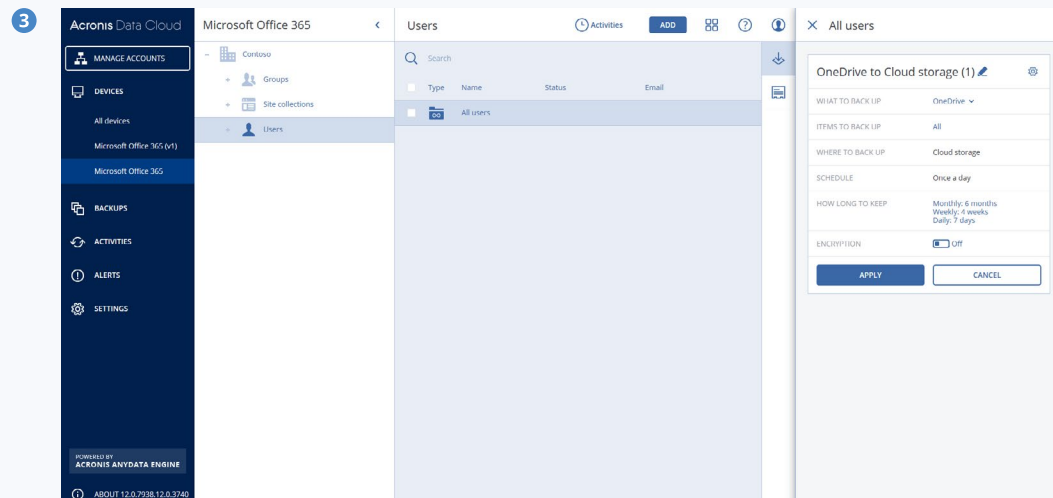 3
Acronis Data Cloud
MANAGE ACCOUNTS
DEVICES
All devices
Microsoft Office 365 (v1)
Microsoft Office 365
BACKUPS
ACTIVITIES
ALERTS
SETTINGS
POWERED BY
ACRONIS ANYDATA ENGINE
ABOUT 12.0.7938,12.0.3740
Microsoft Office 365
Contoso
Groups
Site collections
Users
Users
Activities
ADD
Search
Type Name Status Email
All users
All users
OneDrive to Cloud storage (1)
WHAT TO BACK UP OneDrive
ITEMS TO BACK UP All
WHERE TO BACK UP Cloud storage
SCHEDULE Once a day
HOW LONG TO KEEP Monthly: 6 months
Weekly: 4 weeks
Daily: 7 days
ENCRYPTION Off
APPLY CANCEL